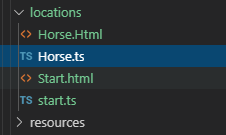 locations
<> Horse.Html
TS Horse.ts
<> Start.html
TS start.ts
resources